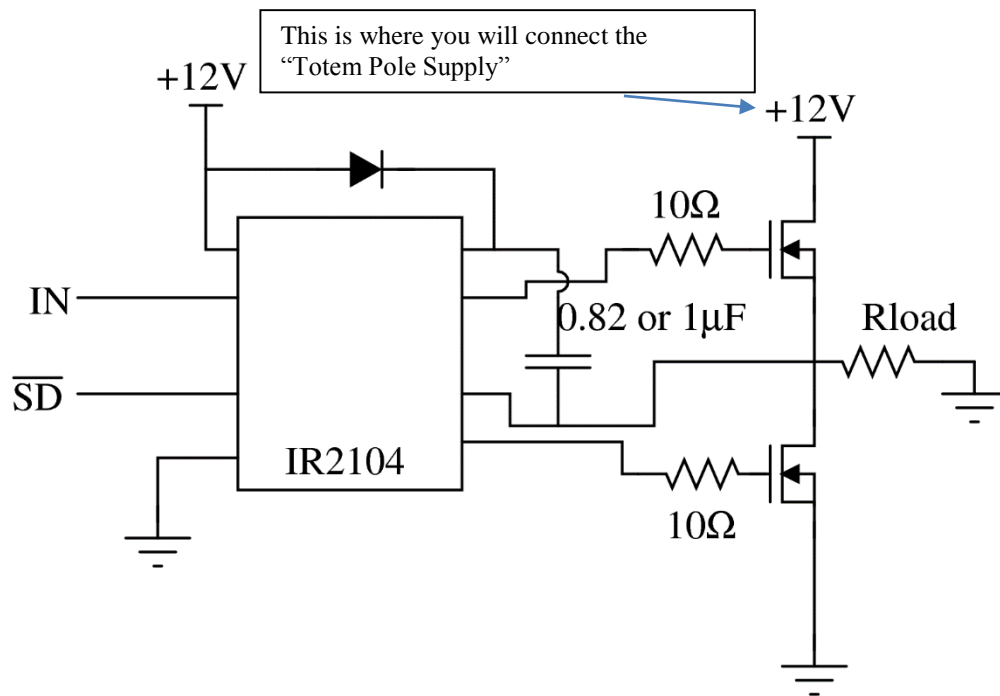 This is where you will connect the
“Totem Pole Supply”
+12V
+12V
10Ω
IN
0.82 or 1μF
Rload
SD
IR2104
10Ω